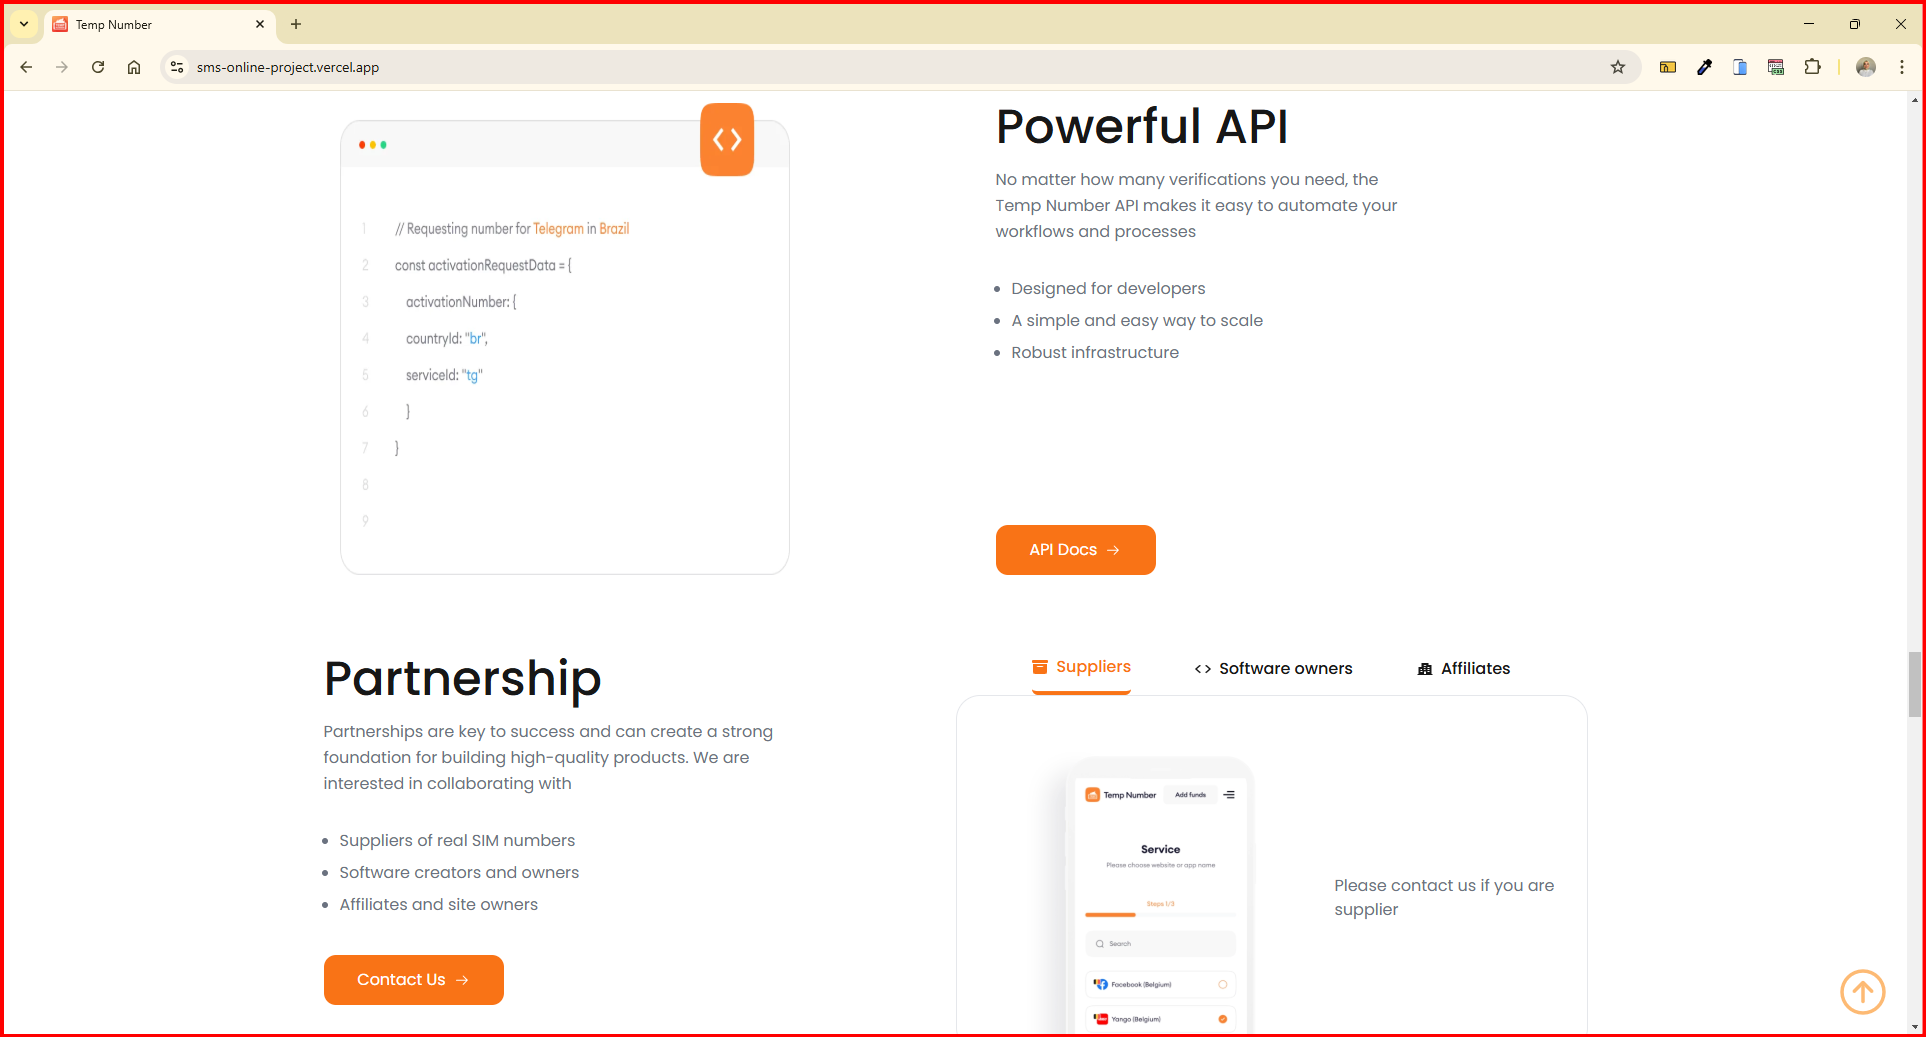 Temp Number
sms-online-project.vercel.app
1 // Requesting number for Telegram in Brazil
2 const activationRequestData = {
3 activationNumber: {
4 countryId: "br",
5 serviceId: "tg"
6 }
7 }
8
9
Powerful API
No matter how many verifications you need, the
Temp Number API makes it easy to automate your
workflows and processes
Designed for developers
A simple and easy way to scale
Robust infrastructure
API Docs →
Partnership
Partnerships are key to success and can create a strong
foundation for building high-quality products. We are
interested in collaborating with
Suppliers of real SIM numbers
Software creators and owners
Affiliates and site owners
Contact Us →
Suppliers
Software owners
Affiliates
Temp Number
Add funds
Service
Please choose website or app name
Steps 1/3
Search
Facebook (Belgium)
Yango (Belgium)
Please contact us if you are
supplier